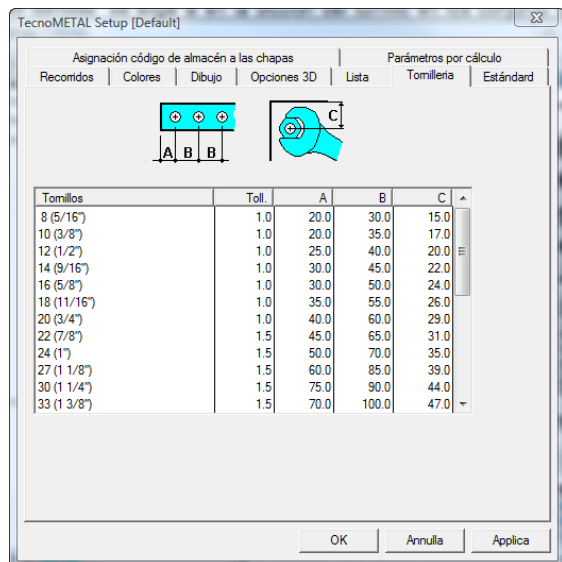 TecnoMETAL Setup [Default]
Asignación código de almacén a las chapas Parámetros por cálculo
Recorridos Colores Dibujo Opciones 3D Lista Tornilleria Estándard
A B B C
Tornillos Toll. A B C
8 (5/16") 1.0 20.0 30.0 15.0
10 (3/8") 1.0 20.0 35.0 17.0
12 (1/2") 1.0 25.0 40.0 20.0
14 (9/16") 1.0 30.0 45.0 22.0
16 (5/8") 1.0 30.0 50.0 24.0
18 (11/16") 1.0 35.0 55.0 26.0
20 (3/4") 1.0 40.0 60.0 29.0
22 (7/8") 1.5 45.0 65.0 31.0
24 (1") 1.5 50.0 70.0 35.0
27 (1 1/8") 1.5 60.0 85.0 39.0
30 (1 1/4") 1.5 75.0 90.0 44.0
33 (1 3/8") 1.5 70.0 100.0 47.0
OK Annulla Applica